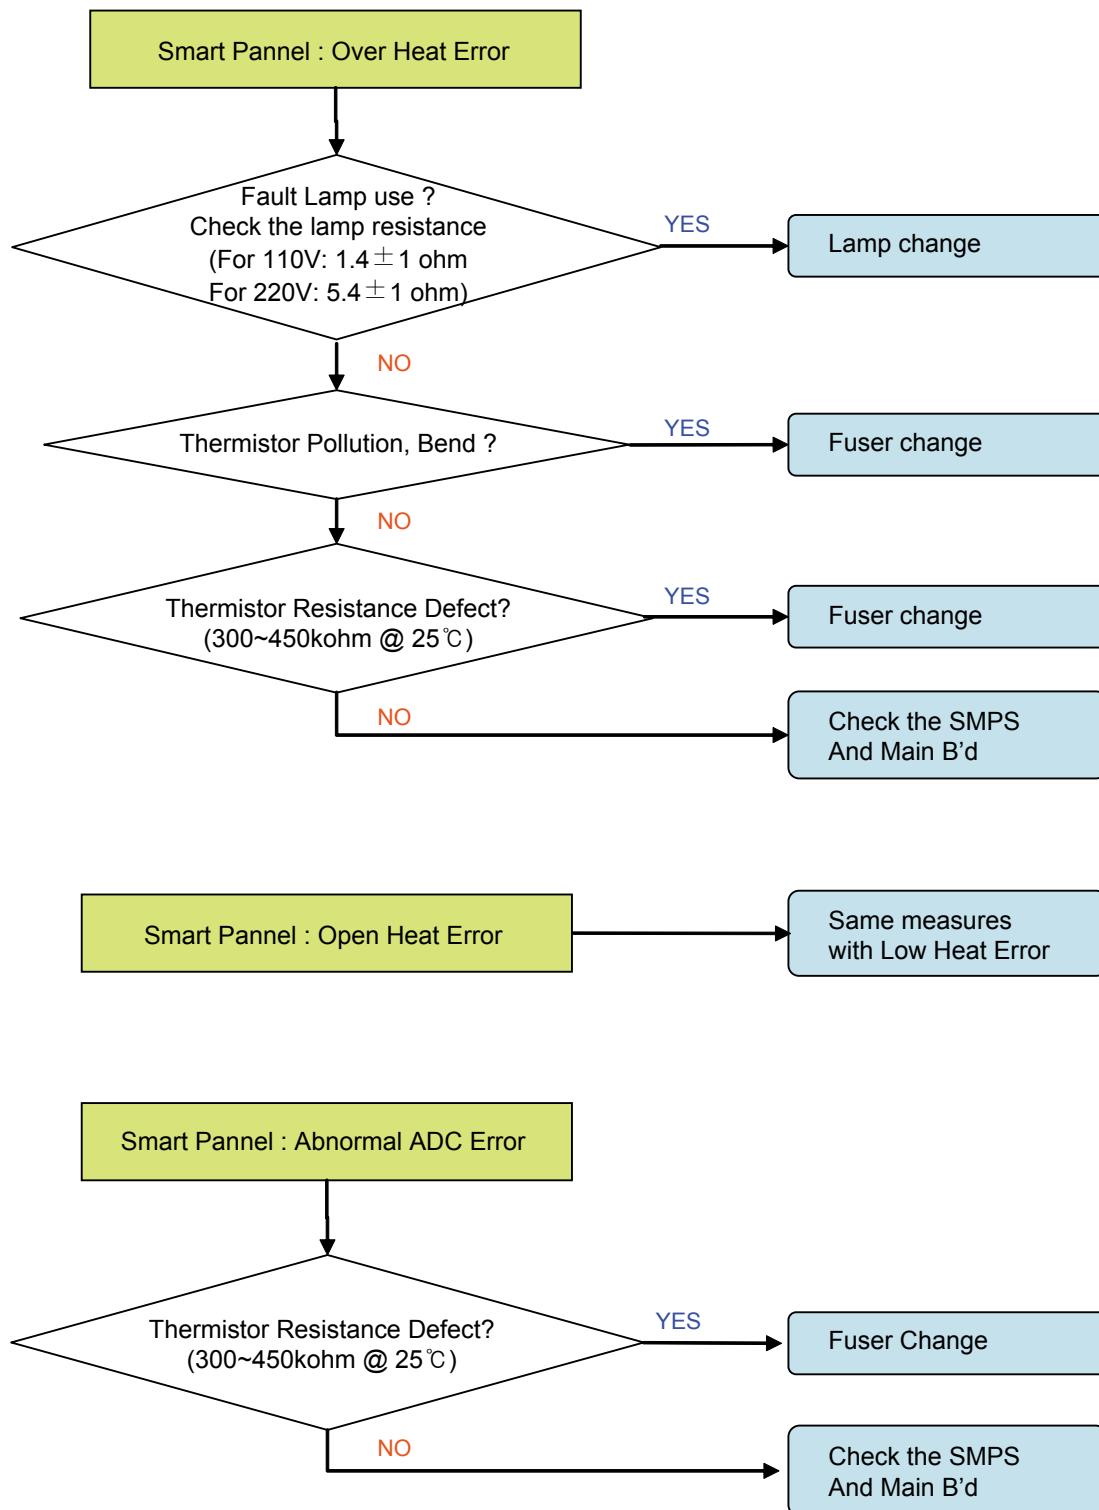 Smart Pannel : Over Heat Error
Fault Lamp use ?
Check the lamp resistance
(For 110V: 1.4±1 ohm
For 220V: 5.4±1 ohm)
YES
Lamp change
NO
Thermistor Pollution, Bend ?
YES
Fuser change
NO
Thermistor Resistance Defect?
(300~450kohm @ 25℃)
YES
Fuser change
NO
Check the SMPS
And Main B’d
Smart Pannel : Open Heat Error
Same measures
with Low Heat Error
Smart Pannel : Abnormal ADC Error
Thermistor Resistance Defect?
(300~450kohm @ 25℃)
YES
Fuser Change
NO
Check the SMPS
And Main B’d